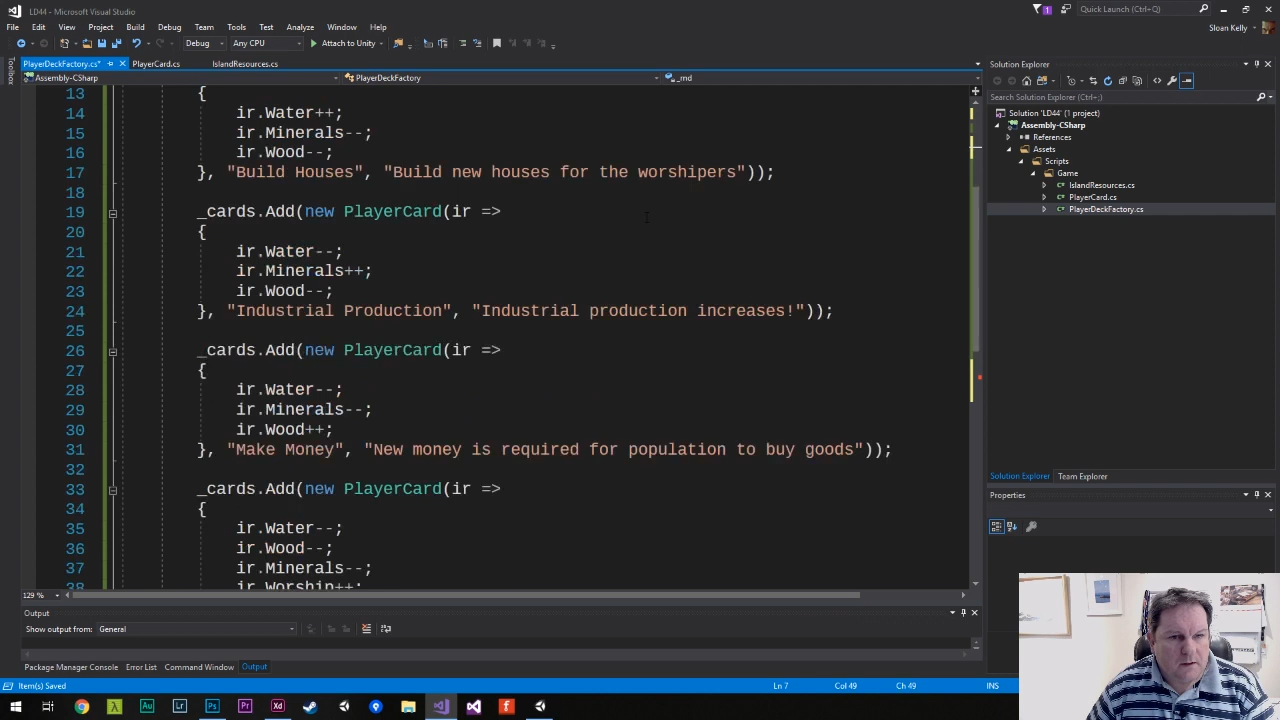 LD44 - Microsoft Visual Studio
Quick Launch (Ctrl+;)
File Edit View Project Build Debug Team Tools Test Analyze Window Help
Sloan Kelly
Debug Any CPU Attach to Unity
Toolbox
PlayerDeckFactory.cs* PlayerCard.cs IslandResources.cs
Assembly-CSharp PlayerDeckFactory _md
13 {
14 ir.Water++;
15 ir.Minerals--;
16 ir.Wood--;
17 }, "Build Houses", "Build new houses for the worshipers"));
18
19 _cards.Add(new PlayerCard(ir =>
20 {
21 ir.Water--;
22 ir.Minerals++;
23 ir.Wood--;
24 }, "Industrial Production", "Industrial production increases!"));
25
26 _cards.Add(new PlayerCard(ir =>
27 {
28 ir.Water--;
29 ir.Minerals--;
30 ir.Wood++;
31 }, "Make Money", "New money is required for population to buy goods"));
32
33 _cards.Add(new PlayerCard(ir =>
34 {
35 ir.Water--;
36 ir.Wood--;
37 ir.Minerals--;
38 ir.Worship++;
129 %
Solution Explorer
Search Solution Explorer (Ctrl+;)
Solution 'LD44' (1 project)
Assembly-CSharp
References
Assets
Scripts
Game
IslandResources.cs
PlayerCard.cs
PlayerDeckFactory.cs
Solution Explorer Team Explorer
Properties
Output
Show output from: General
Package Manager Console Error List Command Window Output
Item(s) Saved Ln 7 Col 49 Ch 49 INS